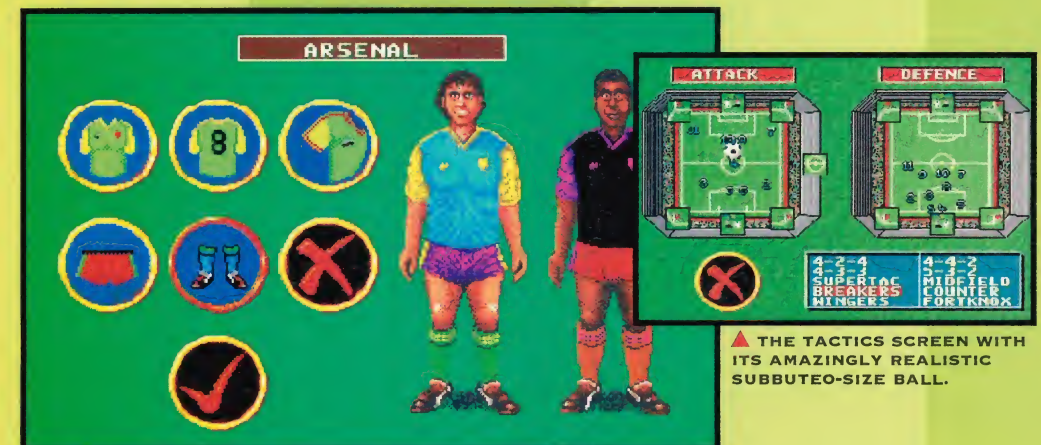 ARSENAL
8
ATTACK
DEFENCE
4-2-4
4-3-3
SUPERTAC
BREAKERS
WINGERS
4-4-2
5-3-2
MIDFIELD
COUNTER
FORTKNOX
THE TACTICS SCREEN WITH
ITS AMAZINGLY REALISTIC
SUBBUTEO-SIZE BALL.